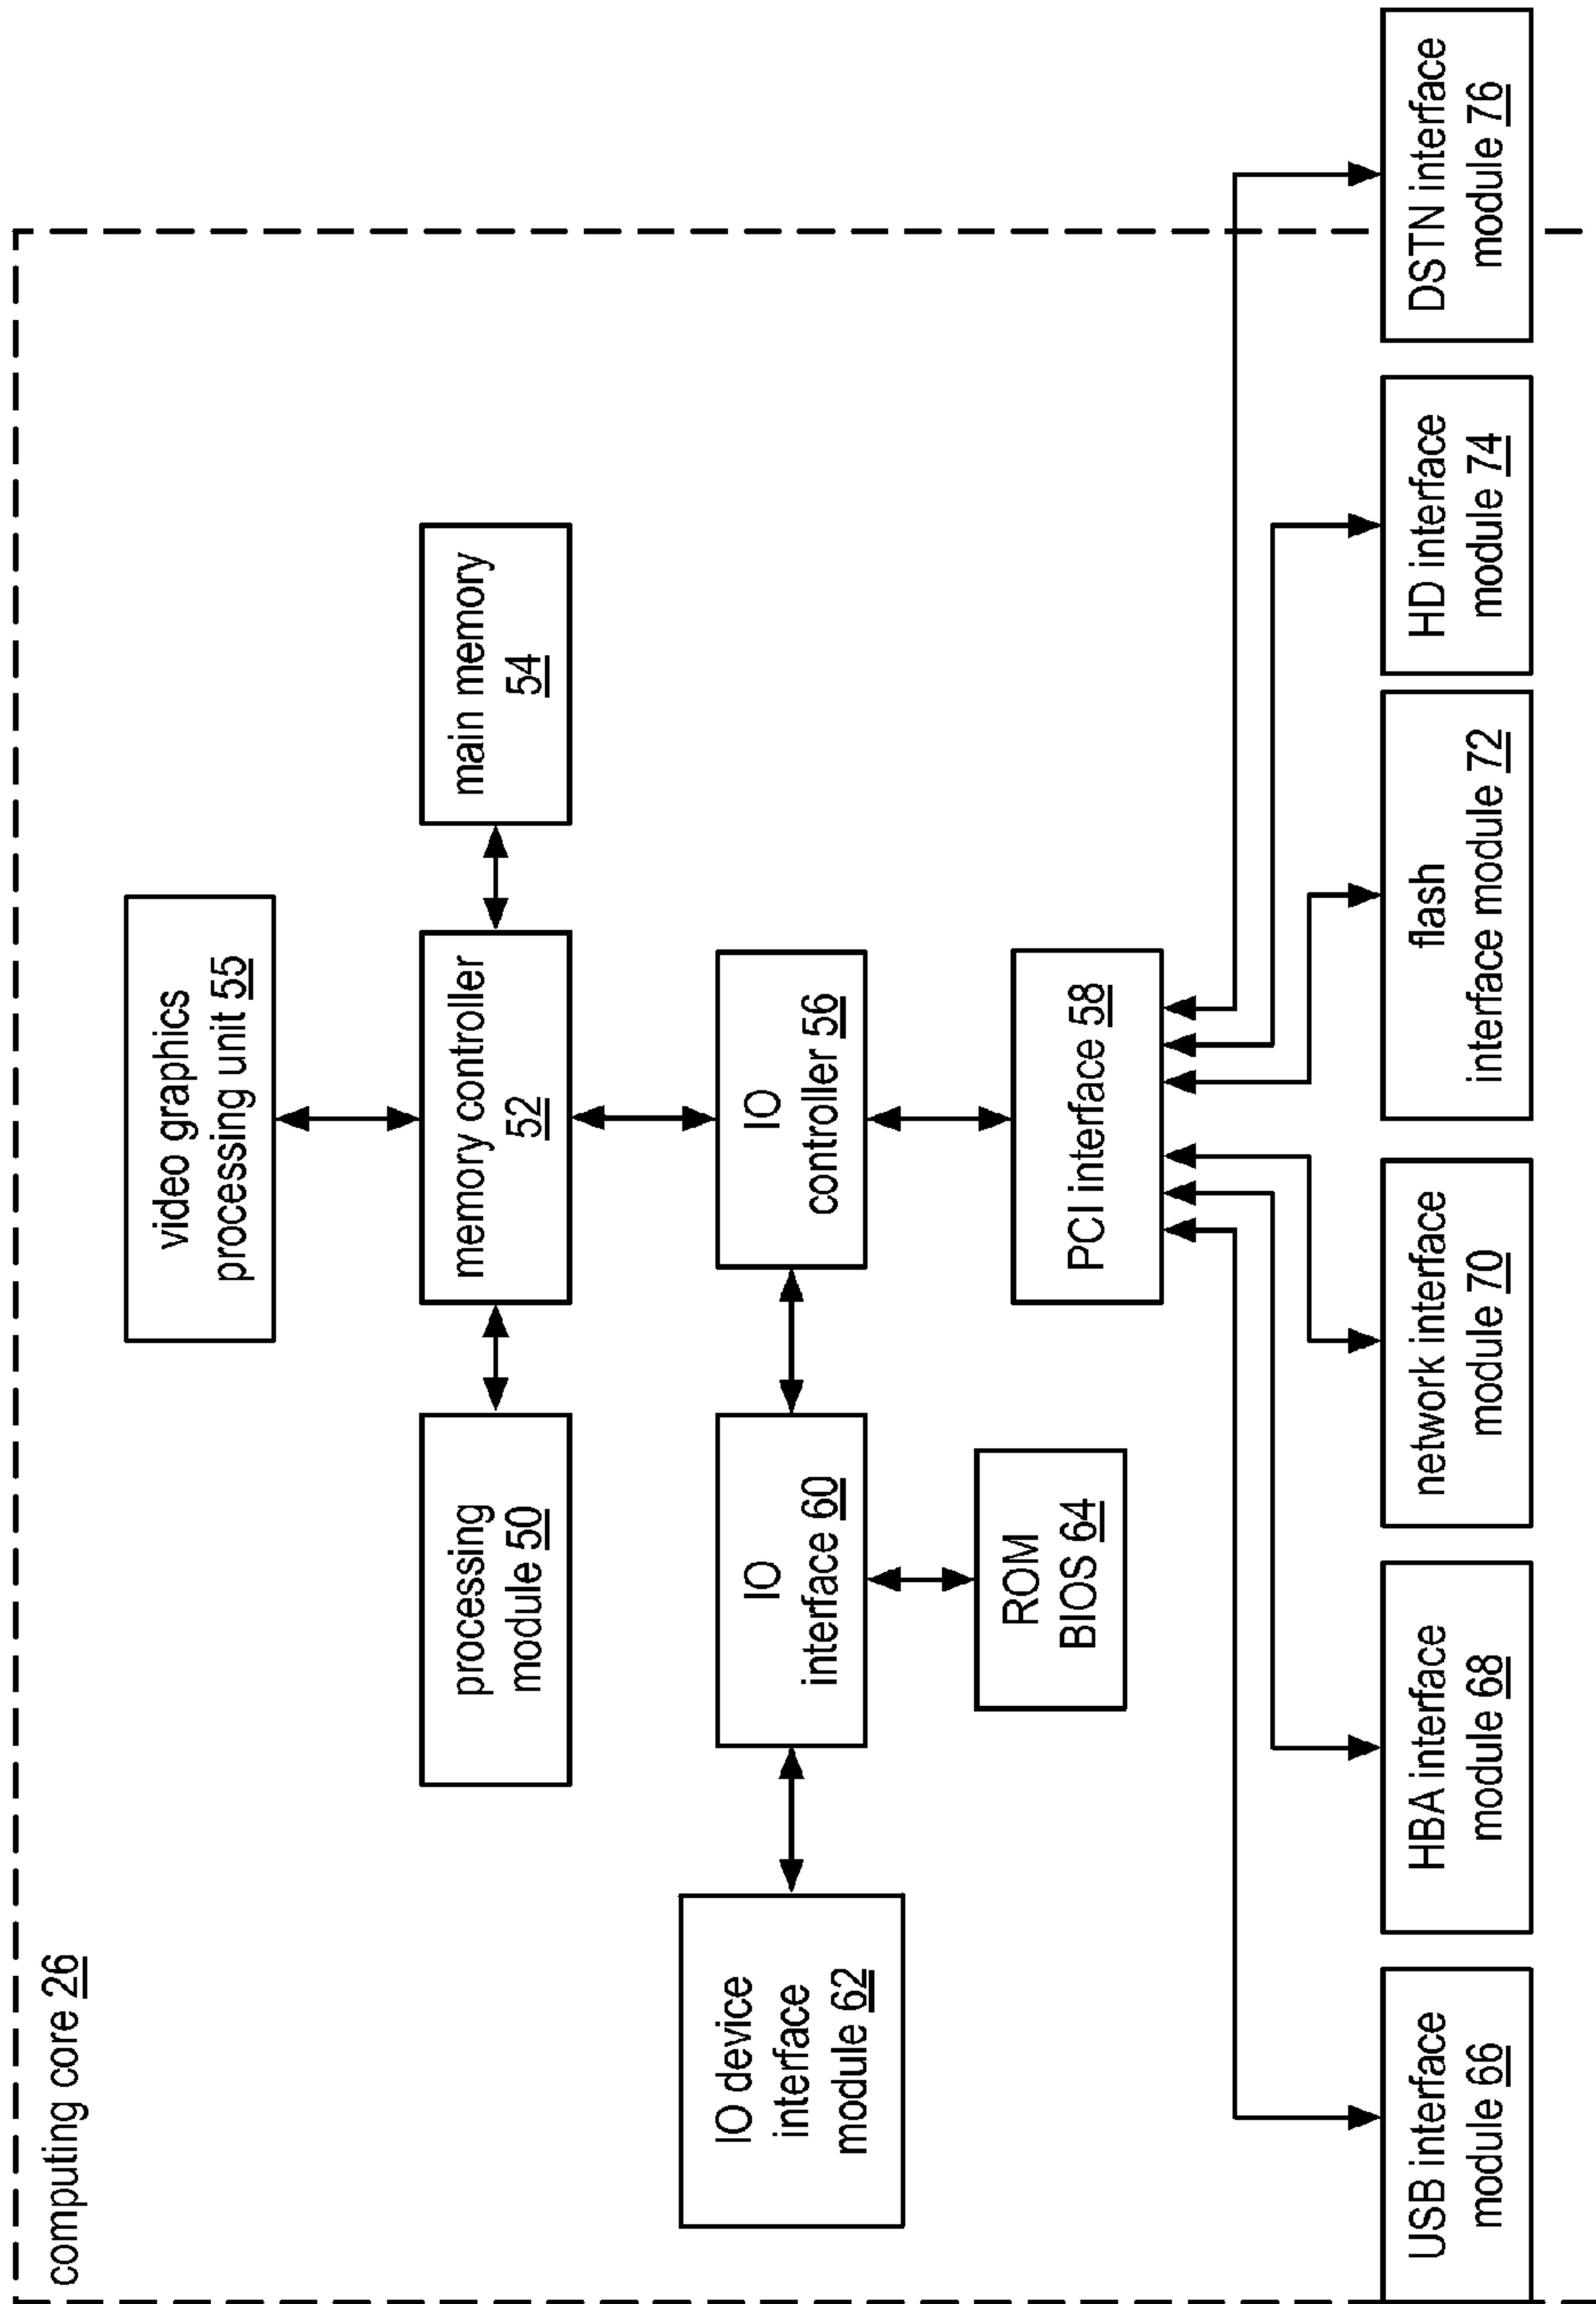 computing core 26
video graphics
processing unit 55
processing
module 50
memory controller
52
main memory
54
IO device
interface
module 62
IO
interface 60
IO
controller 56
ROM
BIOS 64
PCI interface 58
USB interface
module 66
HBA interface
module 68
network interface
module 70
flash
interface module 72
HD interface
module 74
DSTN interface
module 76